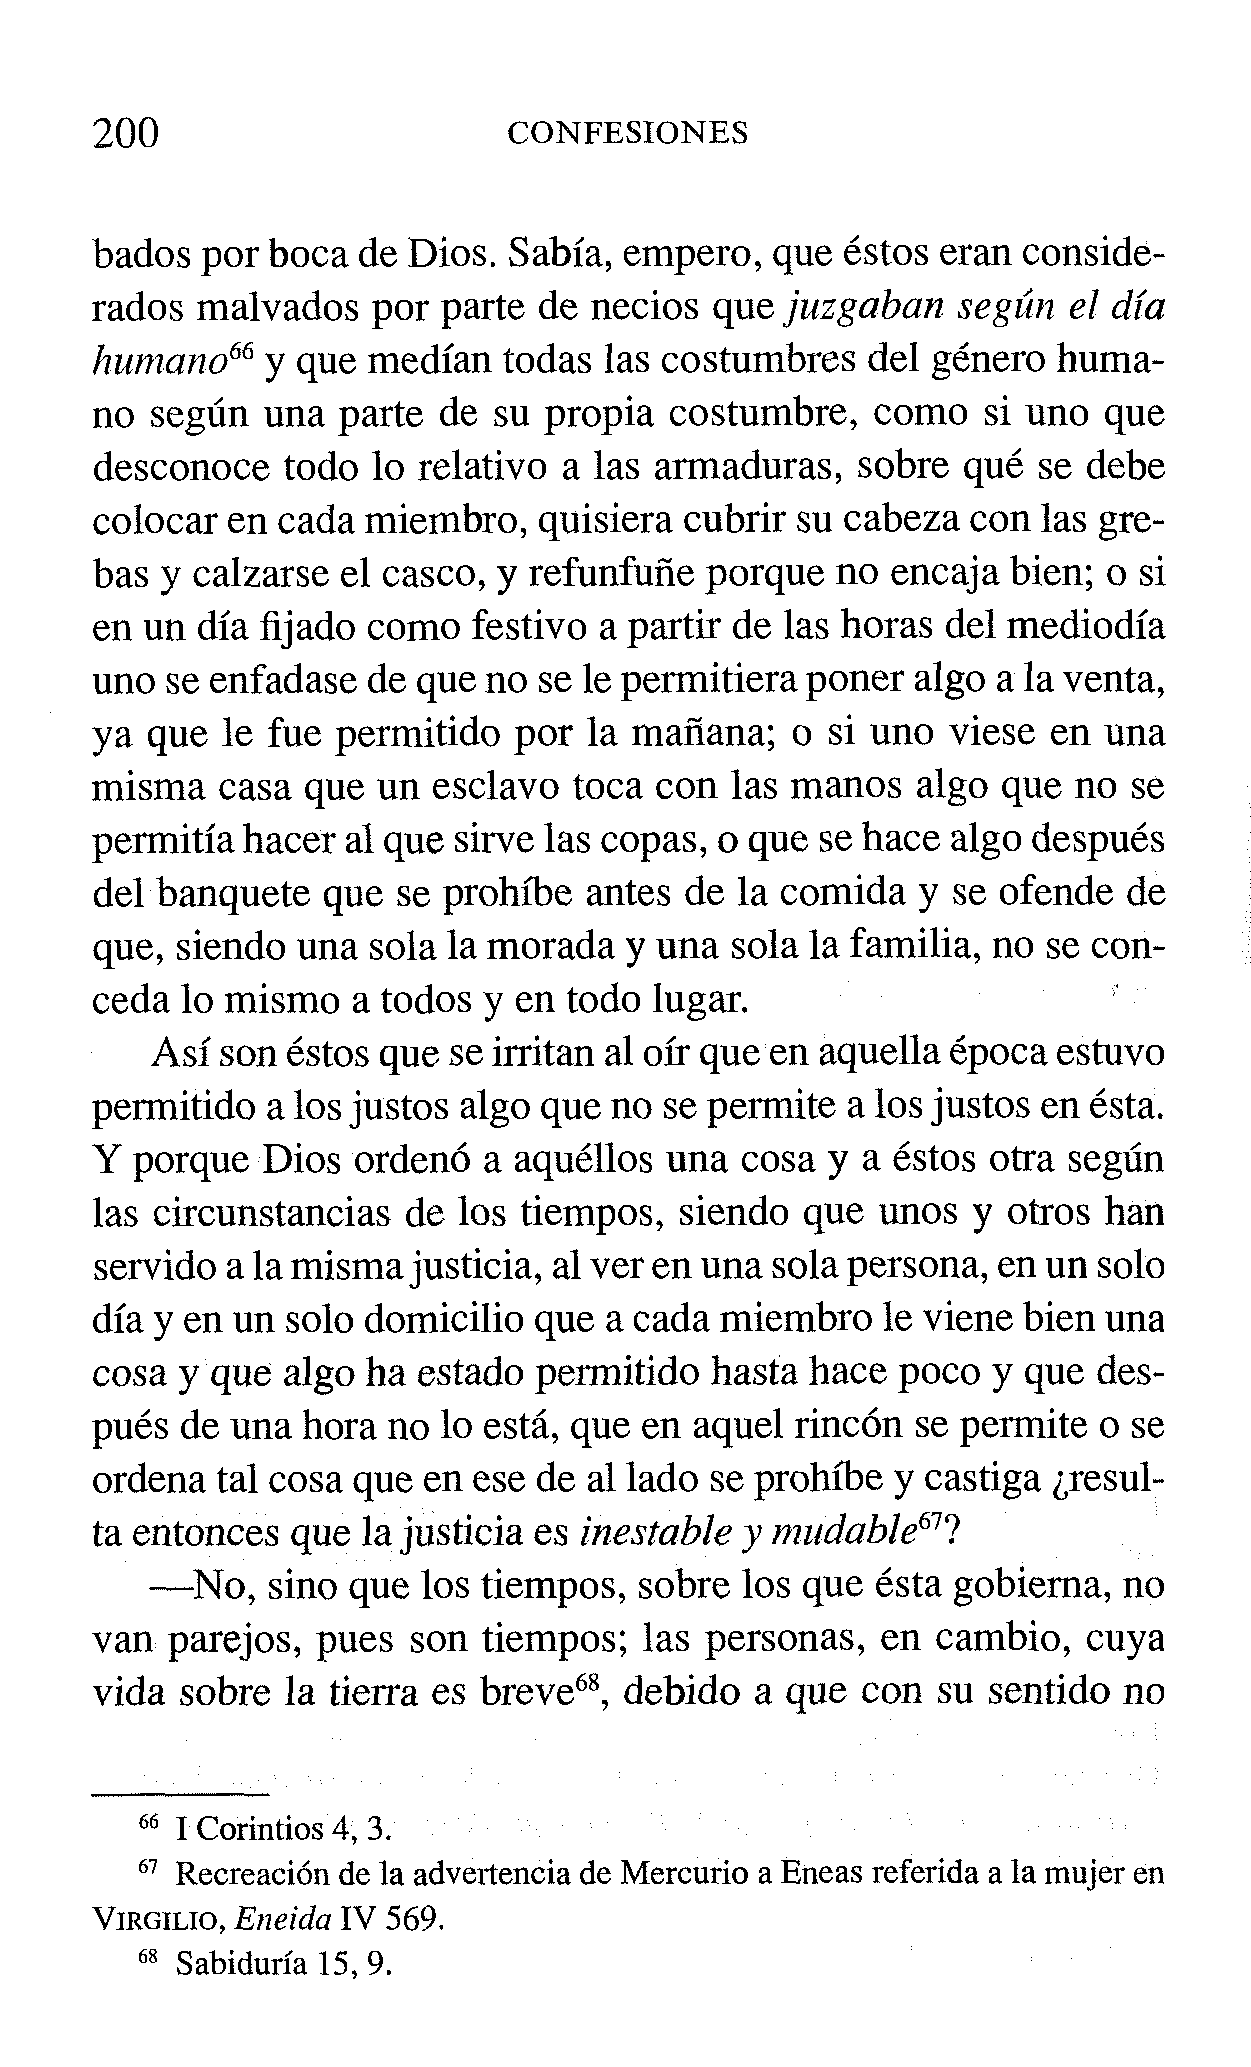 200 CONFESIONES
bados por boca de Dios. Sabía, empero, que éstos eran conside-
rados malvados por parte de necios que juzgaban según el día
humano⁶⁶ y que medían todas las costumbres del género huma-
no según una parte de su propia costumbre, como si uno que
desconoce todo lo relativo a las armaduras, sobre qué se debe
colocar en cada miembro, quisiera cubrir su cabeza con las gre-
bas y calzarse el casco, y refunfuñe porque no encaja bien; o si
en un día fijado como festivo a partir de las horas del mediodía
uno se enfadase de que no se le permitiera poner algo a la venta,
ya que le fue permitido por la mañana; o si uno viese en una
misma casa que un esclavo toca con las manos algo que no se
permitía hacer al que sirve las copas, o que se hace algo después
del banquete que se prohíbe antes de la comida y se ofende de
que, siendo una sola la morada y una sola la familia, no se con-
ceda lo mismo a todos y en todo lugar.
Así son éstos que se irritan al oír que en aquella época estuvo
permitido a los justos algo que no se permite a los justos en ésta.
Y porque Dios ordenó a aquéllos una cosa y a éstos otra según
las circunstancias de los tiempos, siendo que unos y otros han
servido a la misma justicia, al ver en una sola persona, en un solo
día y en un solo domicilio que a cada miembro le viene bien una
cosa y que algo ha estado permitido hasta hace poco y que des-
pués de una hora no lo está, que en aquel rincón se permite o se
ordena tal cosa que en ese de al lado se prohíbe y castiga ¿resul-
ta entonces que la justicia es inestable y mudable⁶⁷?
—No, sino que los tiempos, sobre los que ésta gobierna, no
van parejos, pues son tiempos; las personas, en cambio, cuya
vida sobre la tierra es breve⁶⁸, debido a que con su sentido no
⁶⁶ I Corintios 4, 3.
⁶⁷ Recreación de la advertencia de Mercurio a Eneas referida a la mujer en
VIRGILIO, Eneida IV 569.
⁶⁸ Sabiduría 15, 9.